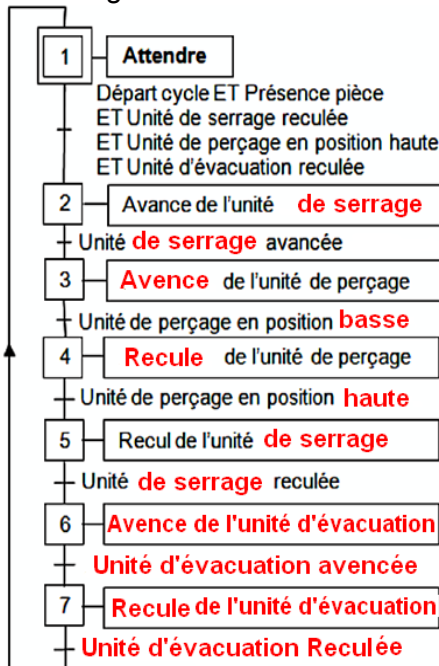 1 Attendre
Départ cycle ET Présence pièce
ET Unité de serrage reculée
ET Unité de perçage en position haute
ET Unité d'évacuation reculée
2 Avance de l'unité de serrage
Unité de serrage avancée
3 Avence de l'unité de perçage
Unité de perçage en position basse
4 Recule de l'unité de perçage
Unité de perçage en position haute
5 Recul de l'unité de serrage
Unité de serrage reculée
6 Avence de l'unité d'évacuation
Unité d'évacuation avencée
7 Recule de l'unité d'évacuation
Unité d'évacuation Reculée